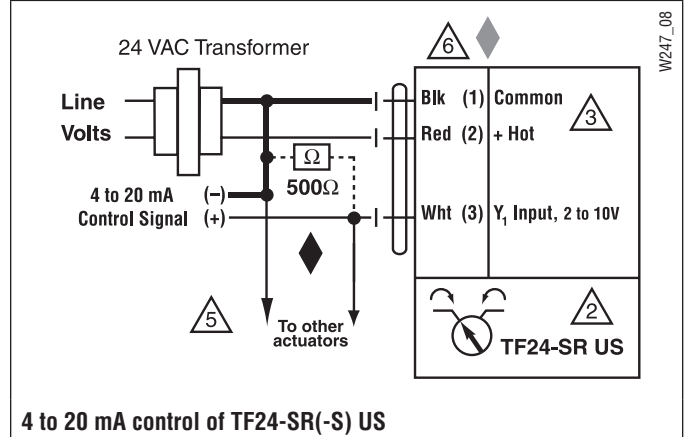 W247_08
24 VAC Transformer
6
Line
Volts
Blk (1) Common
3
Red (2) + Hot
Ω
500Ω
4 to 20 mA (–)
Control Signal (+)
Wht (3) Y₁ Input, 2 to 10V
5
To other
actuators
2
TF24-SR US
4 to 20 mA control of TF24-SR(-S) US